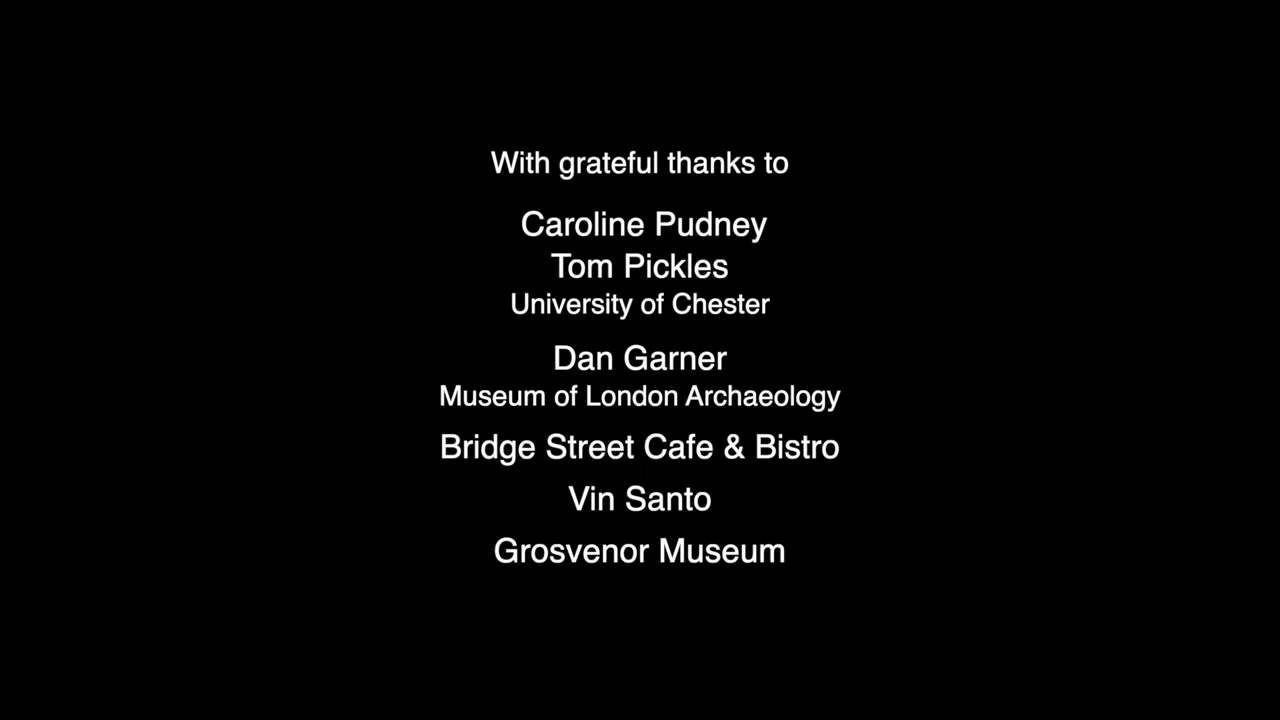 With grateful thanks to
Caroline Pudney
Tom Pickles
University of Chester
Dan Garner
Museum of London Archaeology
Bridge Street Cafe & Bistro
Vin Santo
Grosvenor Museum